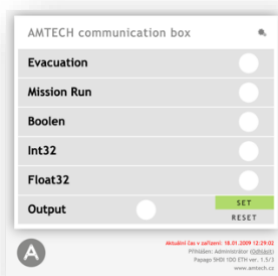 AMTECH communication box
Evacuation
Mission Run
Boolen
Int32
Float32
Output
SET
RESET
A
Aktuální čas v zařízení: 18.01.2009 12:29:02
Přihlášen: Administrátor (Odhlásit)
Papago SHDI 1DO ETH ver. 1.5/3
www.amtech.cz